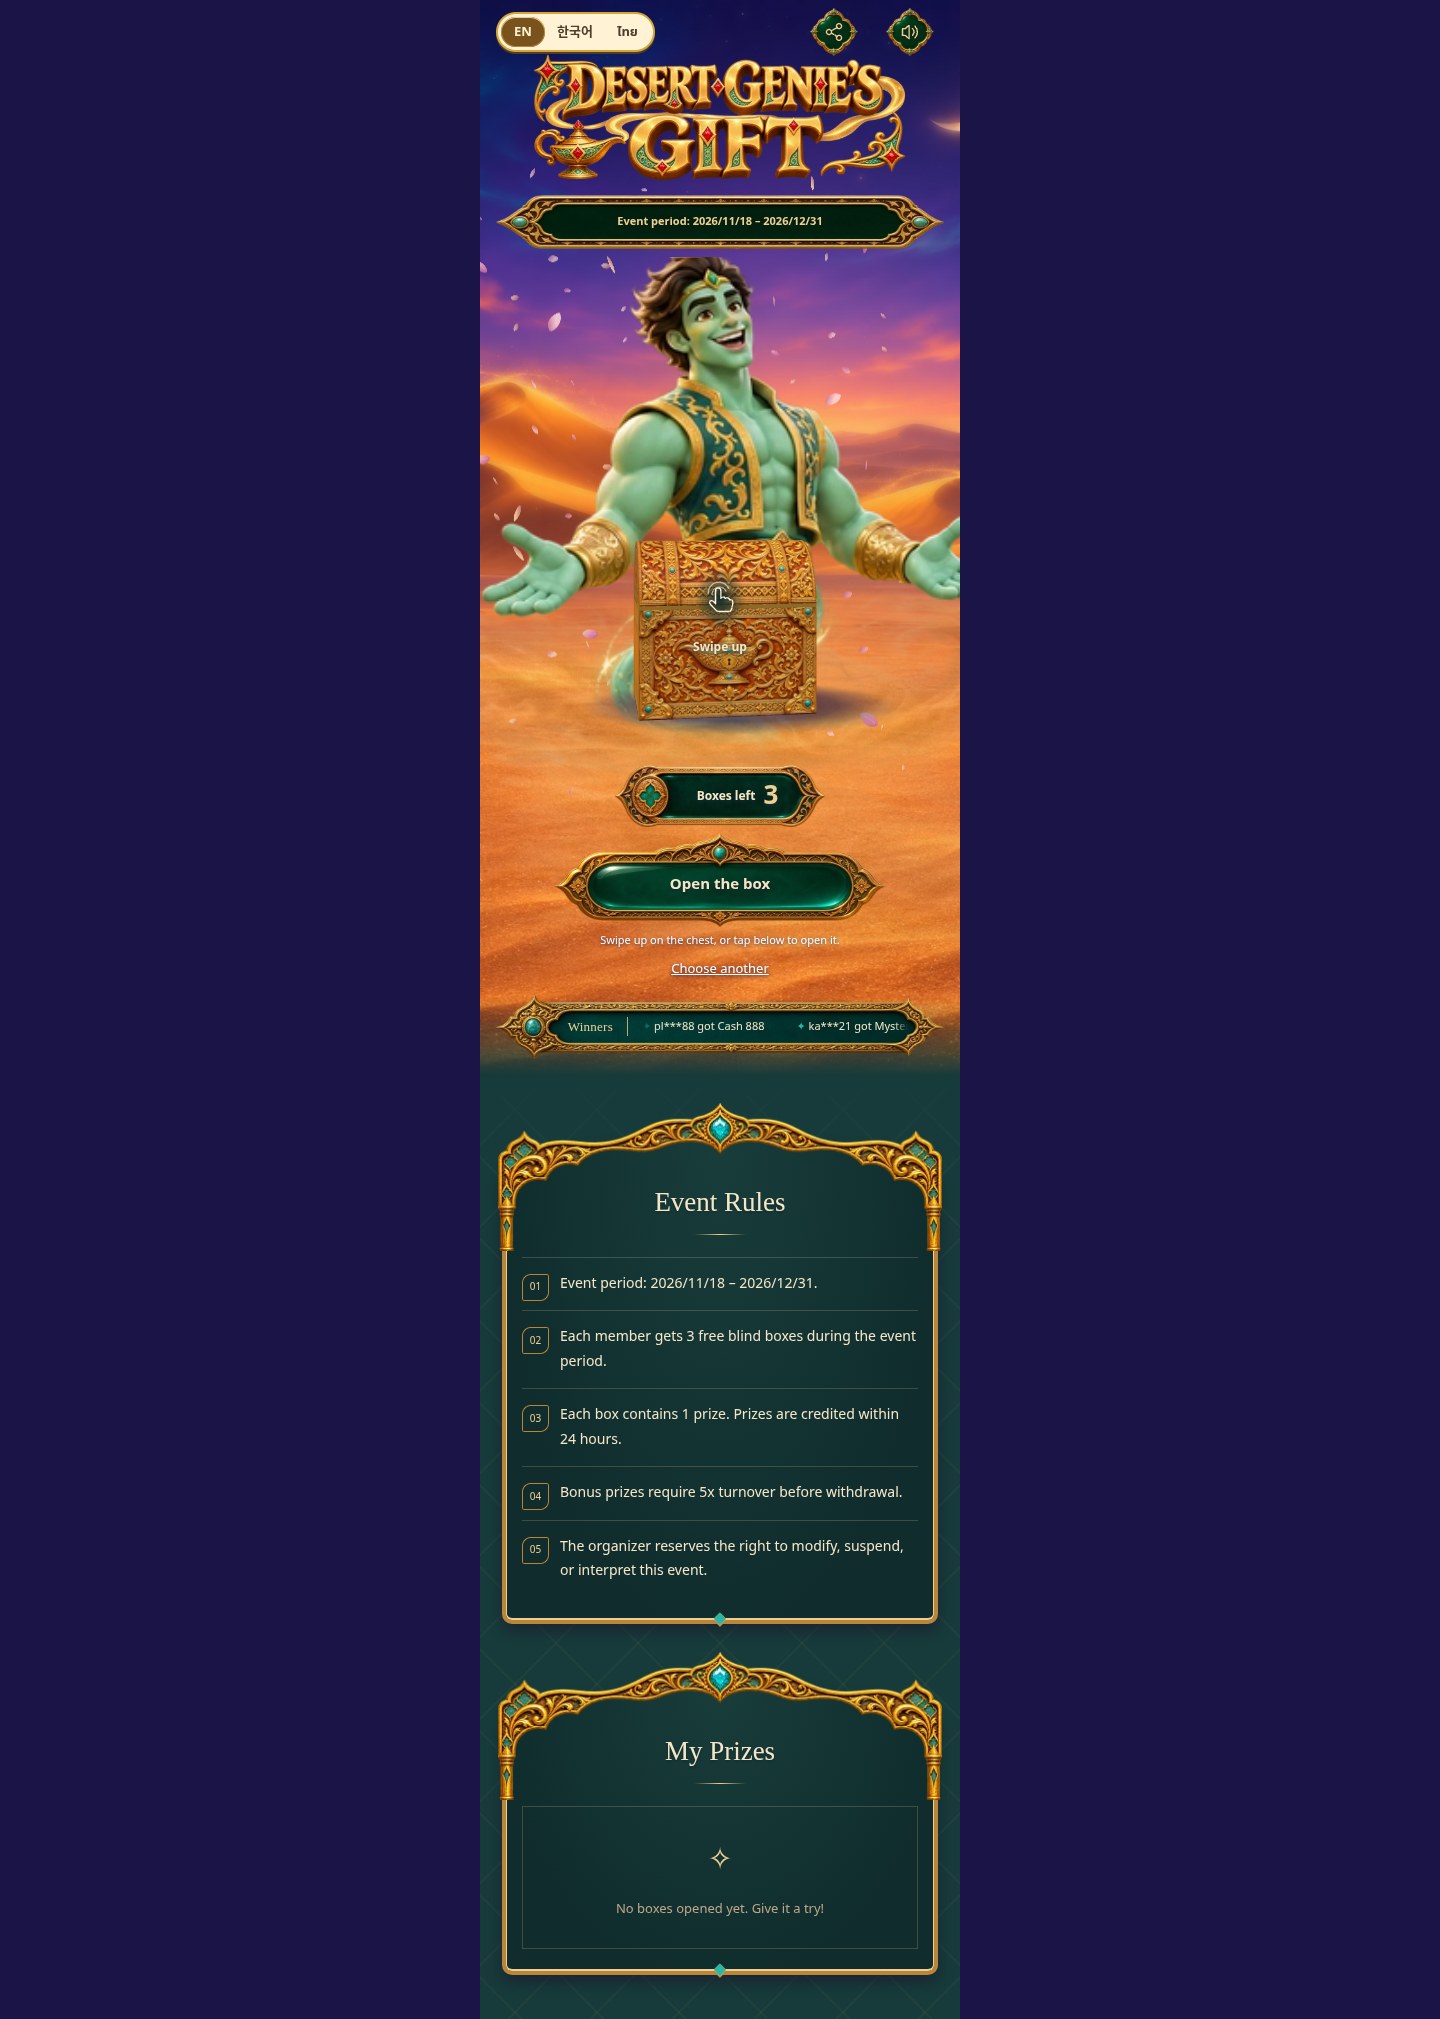 EN 한국어 ไทย
DESERT GENIE'S
GIFT
Event period: 2026/11/18 – 2026/12/31
Swipe up
Boxes left 3
Open the box
Swipe up on the chest, or tap below to open it.
Choose another
Winners pl***88 got Cash 888 ka***21 got
Event Rules
01 Event period: 2026/11/18 – 2026/12/31.
02 Each member gets 3 free blind boxes during the event
period.
03 Each box contains 1 prize. Prizes are credited within
24 hours.
04 Bonus prizes require 5x turnover before withdrawal.
05 The organizer reserves the right to modify, suspend,
or interpret this event.
My Prizes
No boxes opened yet. Give it a try!